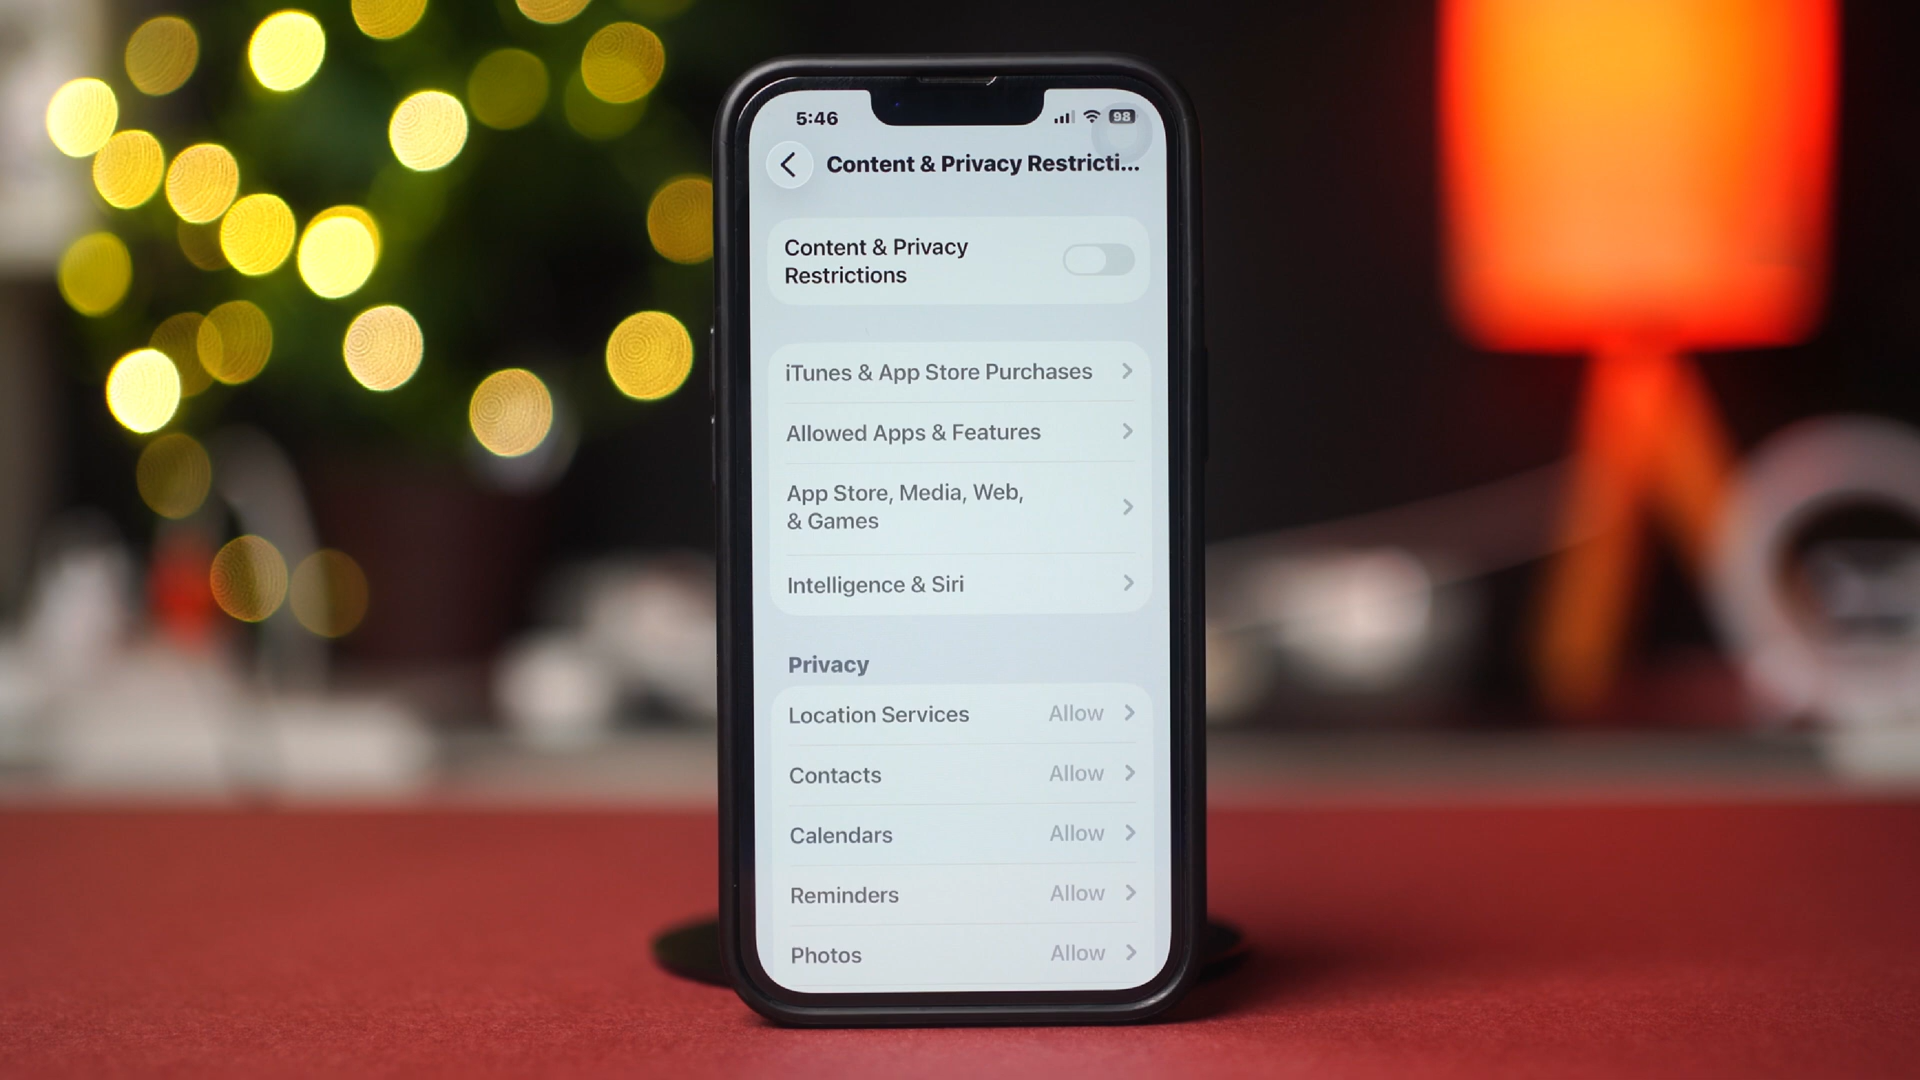 5:46
98
Content & Privacy Restricti...
Content & Privacy
Restrictions
iTunes & App Store Purchases
Allowed Apps & Features
App Store, Media, Web,
& Games
Intelligence & Siri
Privacy
Location Services Allow
Contacts Allow
Calendars Allow
Reminders Allow
Photos Allow